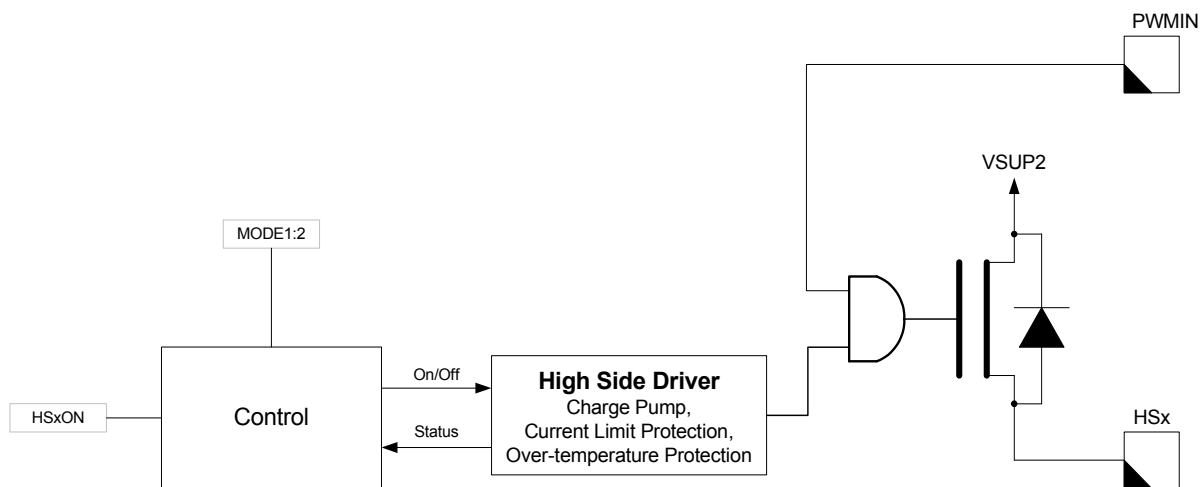 PWMIN
VSUP2
MODE1:2
On/Off
High Side Driver
Charge Pump,
Current Limit Protection,
Over-temperature Protection
Control
HSxON
Status
HSx